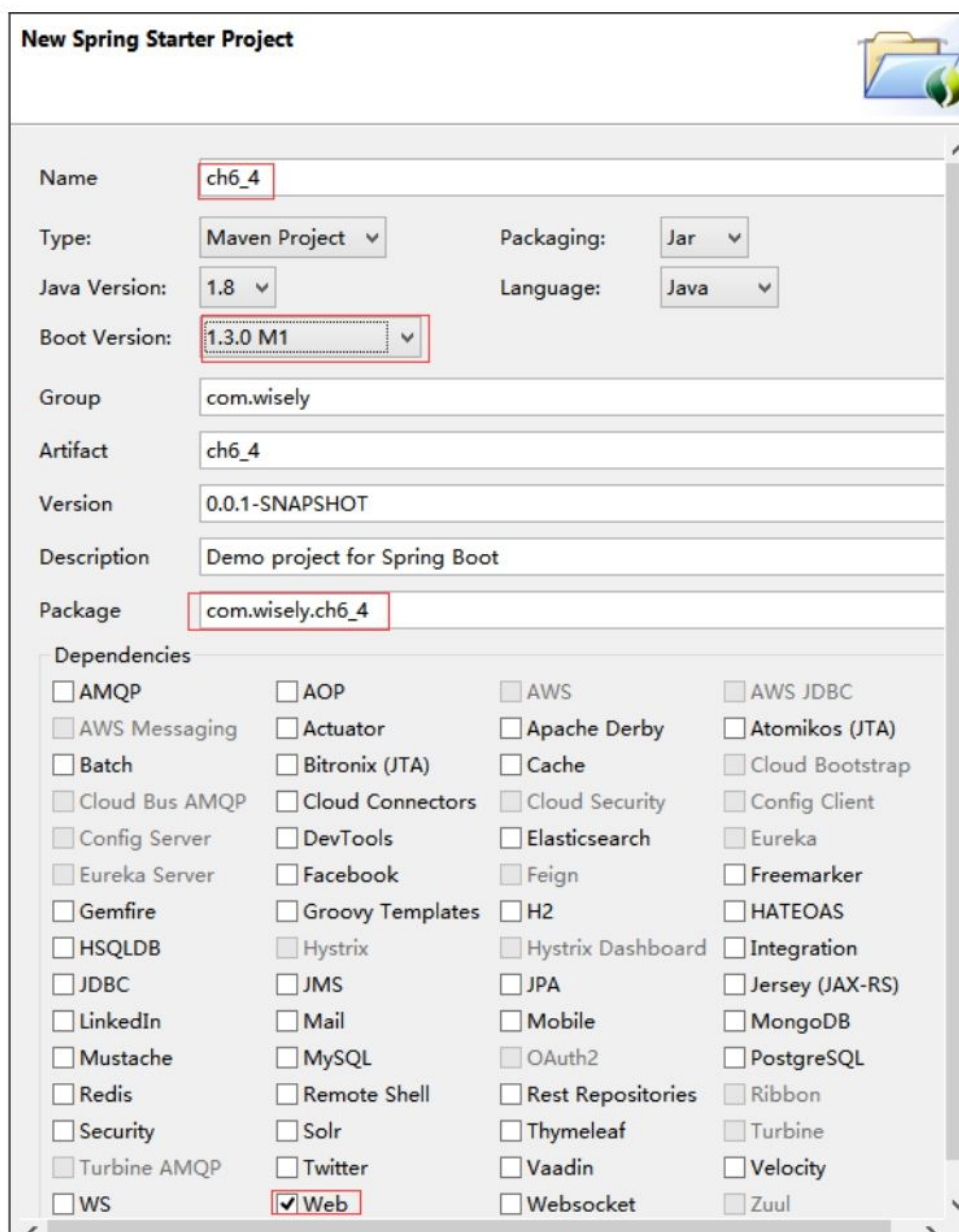 New Spring Starter Project
Name ch6_4
Type: Maven Project Packaging: Jar
Java Version: 1.8 Language: Java
Boot Version: 1.3.0 M1
Group com.wisely
Artifact ch6_4
Version 0.0.1-SNAPSHOT
Description Demo project for Spring Boot
Package com.wisely.ch6_4
Dependencies
AMQP AOP AWS AWS JDBC
AWS Messaging Actuator Apache Derby Atomikos (JTA)
Batch Bitronix (JTA) Cache Cloud Bootstrap
Cloud Bus AMQP Cloud Connectors Cloud Security Config Client
Config Server DevTools Elasticsearch Eureka
Eureka Server Facebook Feign Freemarker
Gemfire Groovy Templates H2 HATEOAS
HSQLDB Hystrix Hystrix Dashboard Integration
JDBC JMS JPA Jersey (JAX-RS)
LinkedIn Mail Mobile MongoDB
Mustache MySQL OAuth2 PostgreSQL
Redis Remote Shell Rest Repositories Ribbon
Security Solr Thymeleaf Turbine
Turbine AMQP Twitter Vaadin Velocity
WS Web Websocket Zuul